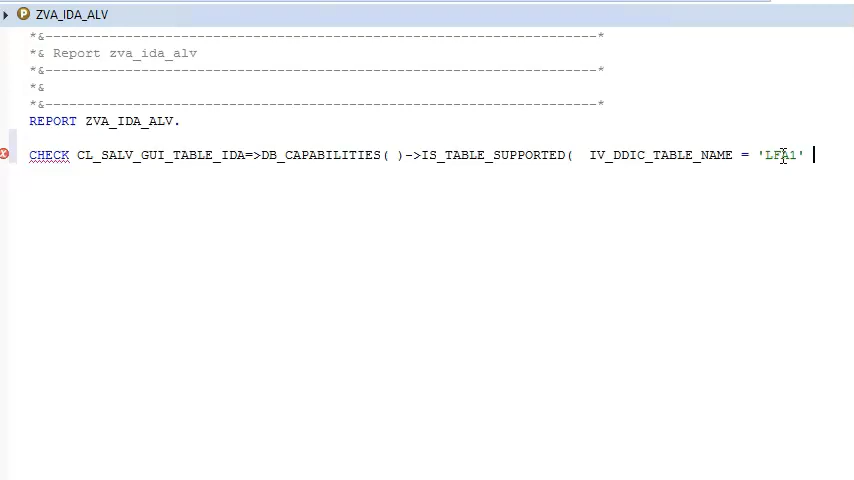 ZVA_IDA_ALV
*&---------------------------------------------------------------------*
*& Report zva_ida_alv
*&---------------------------------------------------------------------*
*&
*&---------------------------------------------------------------------*
REPORT ZVA_IDA_ALV.
CHECK CL_SALV_GUI_TABLE_IDA=>DB_CAPABILITIES( )->IS_TABLE_SUPPORTED(  IV_DDIC_TABLE_NAME = 'LFA1'